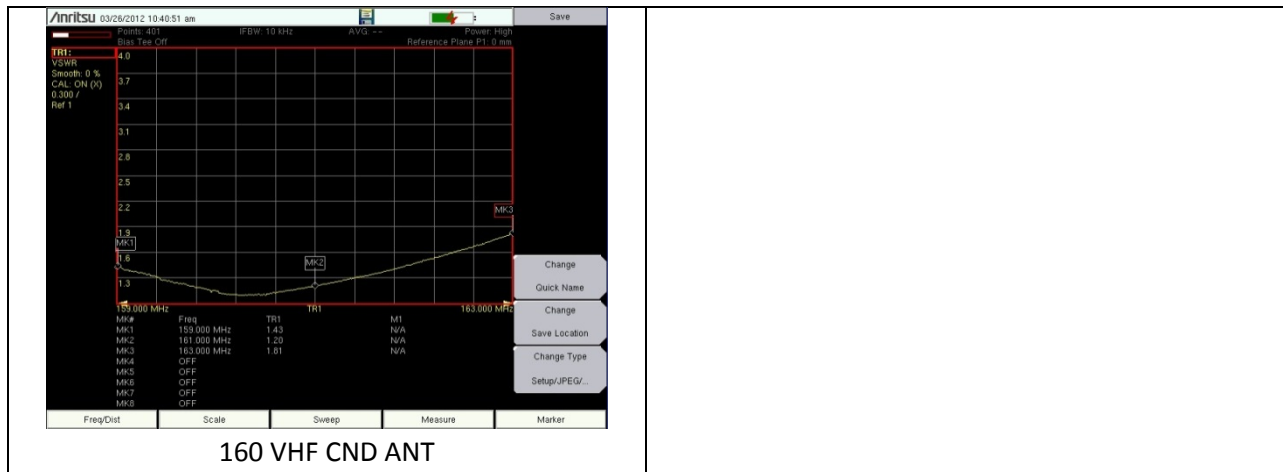 Anritsu 03/26/2012 10:40:51 am
Save
Points: 401 IFBW: 10 kHz AVG: -- Power: High
Bias Tee Off Reference Plane P1: 0 mm
TR1:
VSWR
Smooth: 0 %
CAL: ON (X)
0.300 /
Ref 1
4.0
3.7
3.4
3.1
2.8
2.5
2.2
MK3
1.9
MK1
1.6
MK2
1.3
159.000 MHz TR1 163.000 MHz
MK# Freq TR1 M1
MK1 159.000 MHz 1.43 N/A
MK2 161.000 MHz 1.20 N/A
MK3 163.000 MHz 1.81 N/A
MK4 OFF
MK5 OFF
MK6 OFF
MK7 OFF
MK8 OFF
Change
Quick Name
Change
Save Location
Change Type
Setup/JPEG/...
Freq/Dist Scale Sweep Measure Marker
160 VHF CND ANT